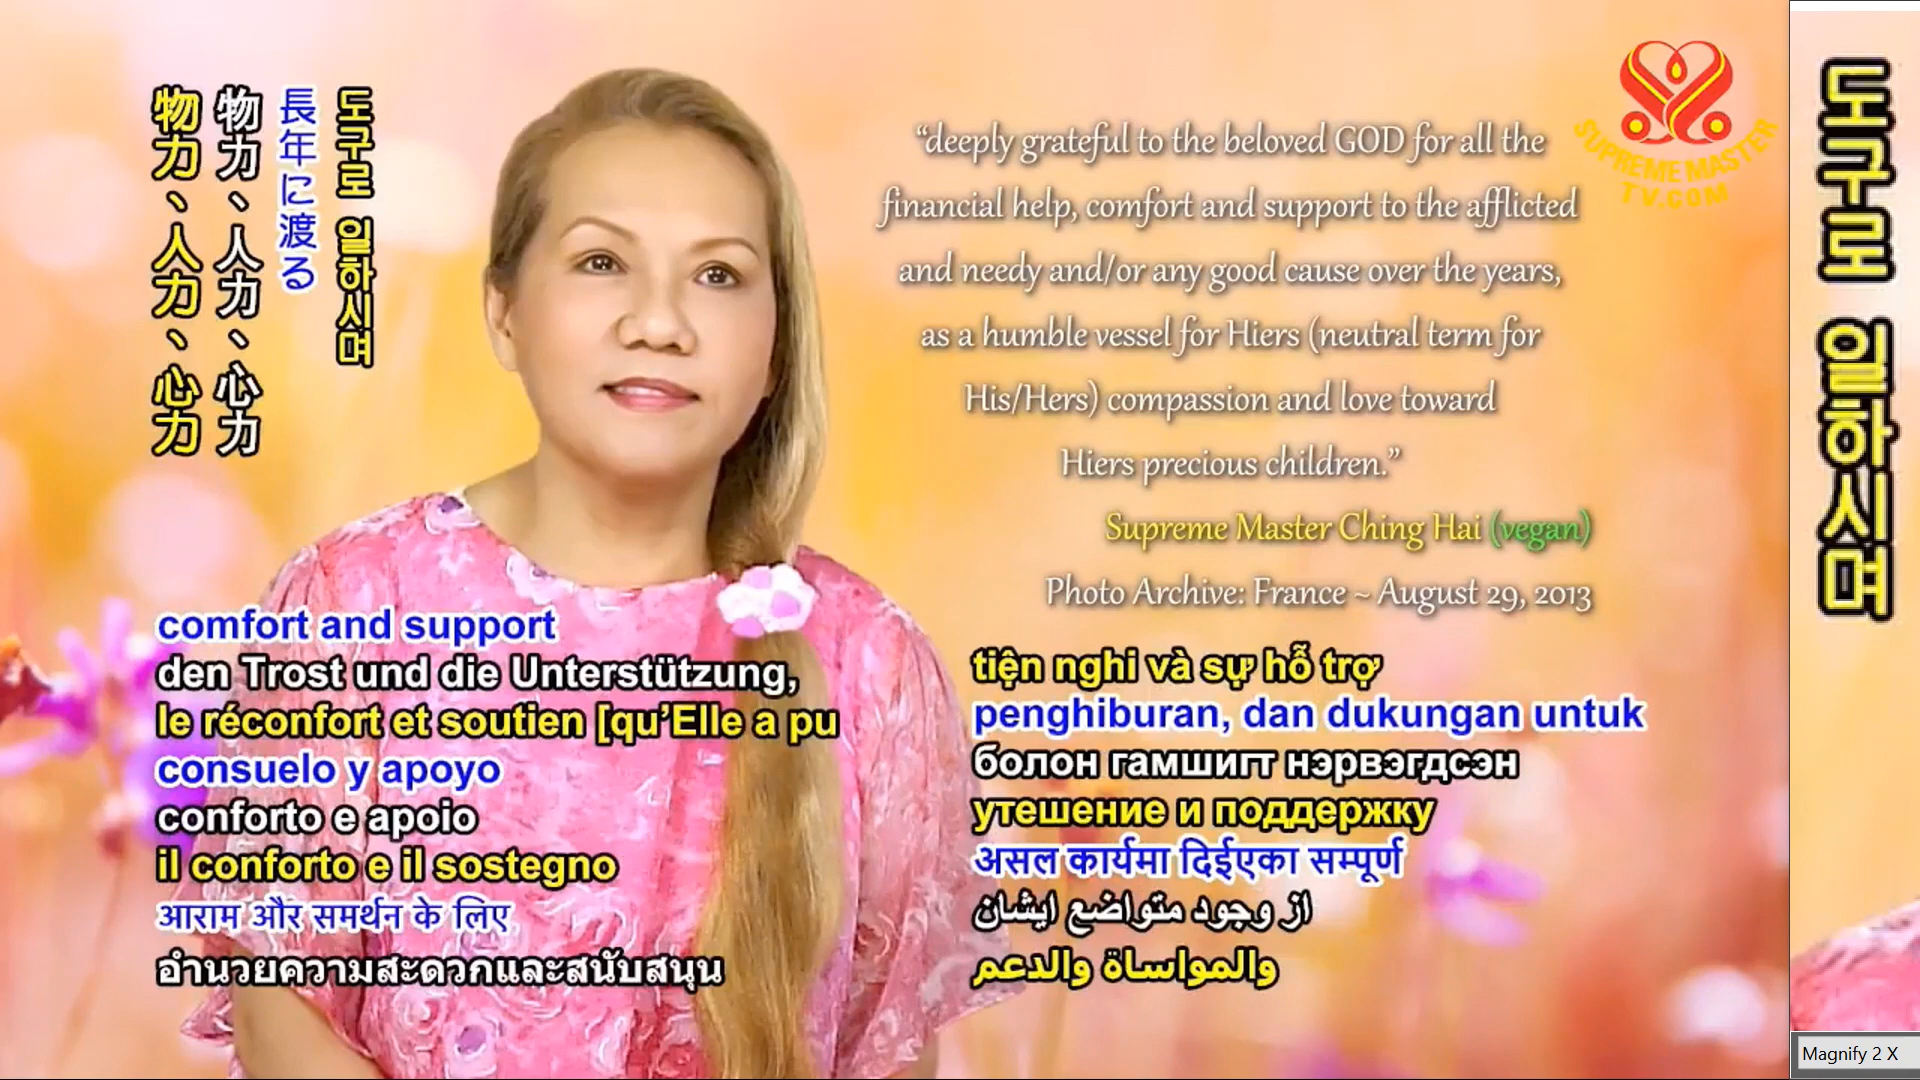 物力、人力、心力
物力、人力、心力
長年に渡る
도구로 일하시며
“deeply grateful to the beloved GOD for all the
financial help, comfort and support to the afflicted
and needy and/or any good cause over the years,
as a humble vessel for Hiers (neutral term for
His/Hers) compassion and love toward
Hiers precious children.”
Supreme Master Ching Hai (vegan)
Photo Archive: France ~ August 29, 2013
SUPREME MASTER
TV.COM
comfort and support
den Trost und die Unterstützung,
le réconfort et soutien [qu’Elle a pu
consuelo y apoyo
conforto e apoio
il conforto e il sostegno
आराम और समर्थन के लिए
อำนวยความสะดวกและสนับสนุน
tiện nghi và sự hỗ trợ
penghiburan, dan dukungan untuk
болон гамшигт нэрвэгдсэн
утешение и поддержку
असल कार्यमा दिईएका सम्पूर्ण
از وجود متواضع ایشان
والمواساة والدعم
도구로 일하시며
Magnify 2 X